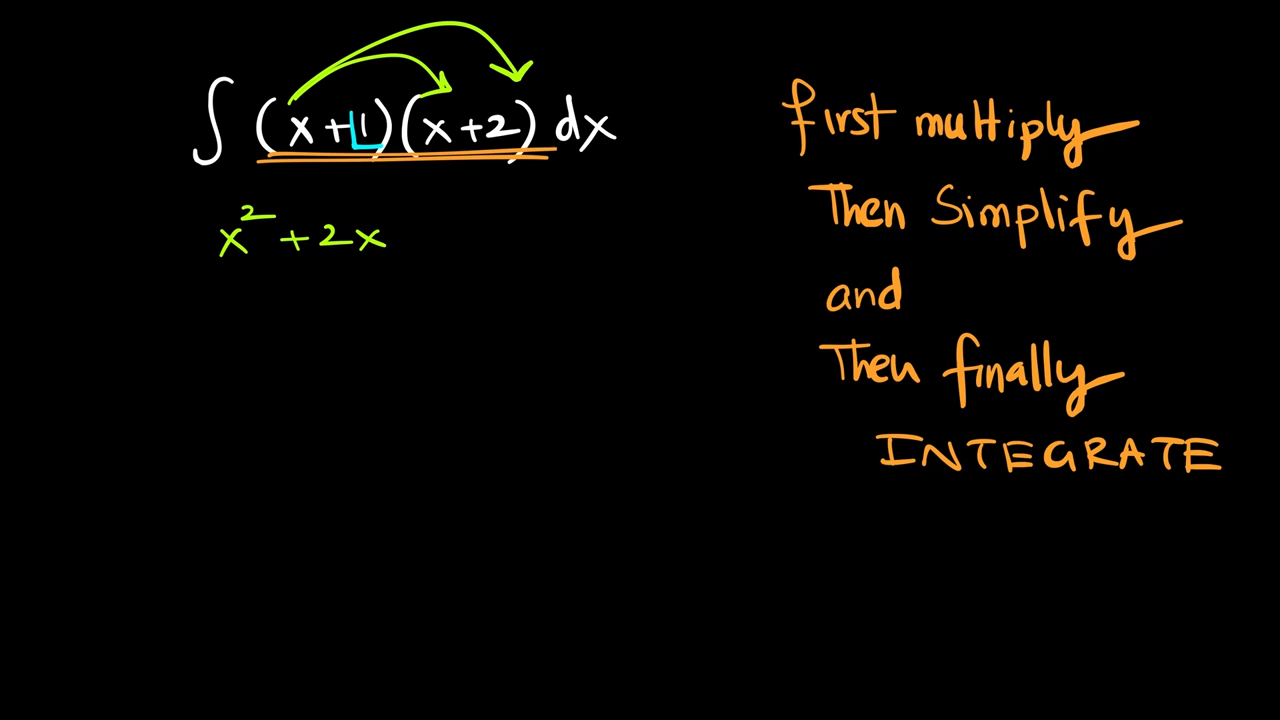 ∫ (x+1)(x+2) dx
x² + 2x
first multiply
Then Simplify
and
Then finally
INTEGRATE